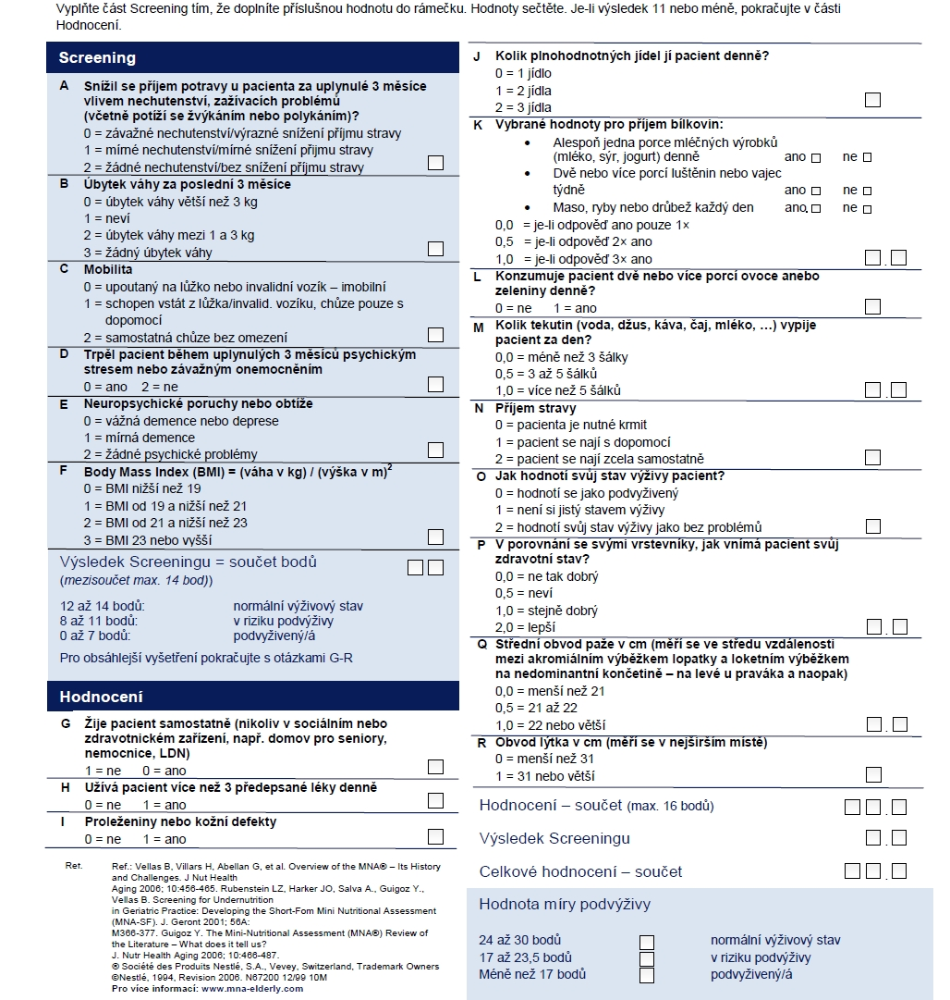 Vyplňte část Screening tím, že doplníte příslušnou hodnotu do rámečku. Hodnoty sečtěte. Je-li výsledek 11 nebo méně, pokračujte v části
Hodnocení.
Screening
A Snížil se příjem potravy u pacienta za uplynulé 3 měsíce
vlivem nechutenství, zažívacích problémů
(včetně potíží se žvýkáním nebo polykáním)?
0 = závažné nechutenství/výrazné snížení příjmu stravy
1 = mírné nechutenství/mírné snížení přijmu stravy
2 = žádné nechutenství/bez snížení příjmu stravy
B Úbytek váhy za poslední 3 měsíce
0 = úbytek váhy větší než 3 kg
1 = neví
2 = úbytek váhy mezi 1 a 3 kg
3 = žádný úbytek váhy
C Mobilita
0 = upoutaný na lůžko nebo invalidní vozík – imobilní
1 = schopen vstát z lůžka/invalid. vozíku, chůze pouze s
dopomocí
2 = samostatná chůze bez omezení
D Trpěl pacient během uplynulých 3 měsíců psychickým
stresem nebo závažným onemocněním
0 = ano 2 = ne
E Neuropsychické poruchy nebo obtíže
0 = vážná demence nebo deprese
1 = mírná demence
2 = žádné psychické problémy
F Body Mass Index (BMI) = (váha v kg) / (výška v m)²
0 = BMI nižší než 19
1 = BMI od 19 a nižší než 21
2 = BMI od 21 a nižší než 23
3 = BMI 23 nebo vyšší
Výsledek Screeningu = součet bodů
(mezisoučet max. 14 bod))
12 až 14 bodů: normální výživový stav
8 až 11 bodů: v riziku podvýživy
0 až 7 bodů: podvyživený/á
Pro obsáhlejší vyšetření pokračujte s otázkami G-R
Hodnocení
G Žije pacient samostatně (nikoliv v sociálním nebo
zdravotnickém zařízení, např. domov pro seniory,
nemocnice, LDN)
1 = ne 0 = ano
H Užívá pacient více než 3 předepsané léky denně
0 = ne 1 = ano
I Proleženiny nebo kožní defekty
0 = ne 1 = ano
Ref. Ref.: Vellas B, Villars H, Abellan G, et al. Overview of the MNA® – Its History
and Challenges. J Nut Health
Aging 2006; 10:456-465. Rubenstein LZ, Harker JO, Salva A., Guigoz Y.,
Vellas B. Screening for Undernutrition
in Geriatric Practice: Developing the Short-Fom Mini Nutritional Assessment
(MNA-SF). J. Geront 2001; 56A:
M366-377. Guigoz Y. The Mini-Nutritional Assessment (MNA®) Review of
the Literature – What does it tell us?
J. Nutr Health Aging 2006; 10:466-487.
® Société des Produits Nestlé, S.A., Vevey, Switzerland, Trademark Owners
©Nestlé, 1994, Revision 2006. N67200 12/99 10M
Pro více informací: www.mna-elderly.com
J Kolik plnohodnotných jídel jí pacient denně?
0 = 1 jídlo
1 = 2 jídla
2 = 3 jídla
K Vybrané hodnoty pro příjem bílkovin:
• Alespoň jedna porce mléčných výrobků
(mléko, sýr, jogurt) denně ano ne
• Dvě nebo více porcí luštěnin nebo vajec
týdně ano ne
• Maso, ryby nebo drůbež každý den ano. ne
0,0 = je-li odpověď ano pouze 1×
0,5 = je-li odpověď 2× ano
1,0 = je-li odpověď 3× ano
L Konzumuje pacient dvě nebo více porcí ovoce anebo
zeleniny denně?
0 = ne 1 = ano
M Kolik tekutin (voda, džus, káva, čaj, mléko, …) vypije
pacient za den?
0,0 = méně než 3 šálky
0,5 = 3 až 5 šálků
1,0 = více než 5 šálků
N Příjem stravy
0 = pacienta je nutné krmit
1 = pacient se nají s dopomocí
2 = pacient se nají zcela samostatně
O Jak hodnotí svůj stav výživy pacient?
0 = hodnotí se jako podvyživený
1 = není si jistý stavem výživy
2 = hodnotí svůj stav výživy jako bez problémů
P V porovnání se svými vrstevníky, jak vnímá pacient svůj
zdravotní stav?
0,0 = ne tak dobrý
0,5 = neví
1,0 = stejně dobrý
2,0 = lepší
Q Střední obvod paže v cm (měří se ve středu vzdálenosti
mezi akromiálním výběžkem lopatky a loketním výběžkem
na nedominantní končetině – na levé u praváka a naopak)
0,0 = menší než 21
0,5 = 21 až 22
1,0 = 22 nebo větší
R Obvod lýtka v cm (měří se v nejširším místě)
0 = menší než 31
1 = 31 nebo větší
Hodnocení – součet (max. 16 bodů)
Výsledek Screeningu
Celkové hodnocení – součet
Hodnota míry podvýživy
24 až 30 bodů normální výživový stav
17 až 23,5 bodů v riziku podvýživy
Méně než 17 bodů podvyživený/á